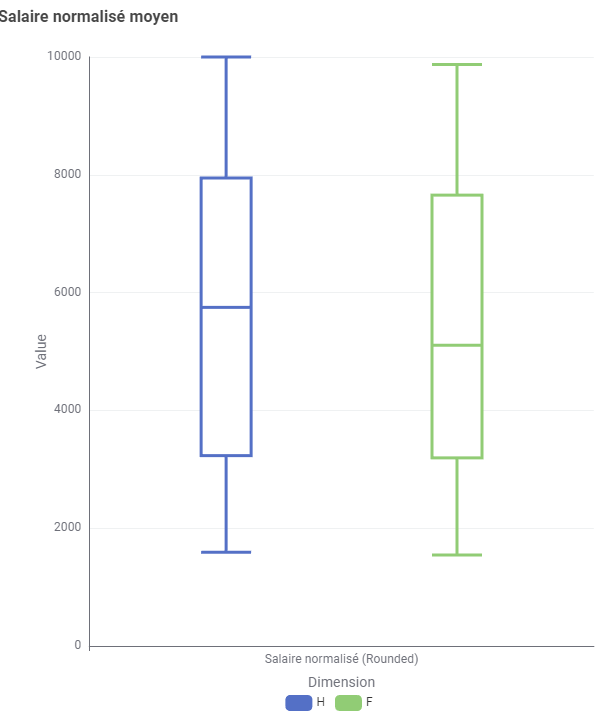 Salaire normalisé moyen
10000
8000
6000
4000
2000
0
Value
Salaire normalisé (Rounded)
Dimension
H F